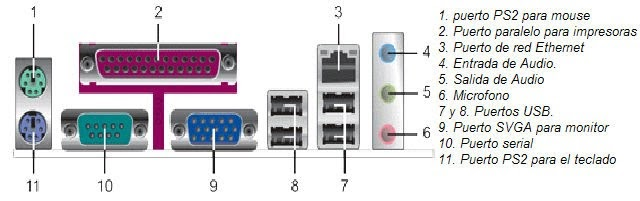 1
2
3
4
5
6
11
10
9
8
7
1. puerto PS2 para mouse
2. Puerto paralelo para impresoras
3. Puerto de red Ethernet
4. Entrada de Audio.
5. Salida de Audio
6. Microfono
7 y 8. Puertos USB.
9. Puerto SVGA para monitor
10. Puerto serial
11. Puerto PS2 para el teclado